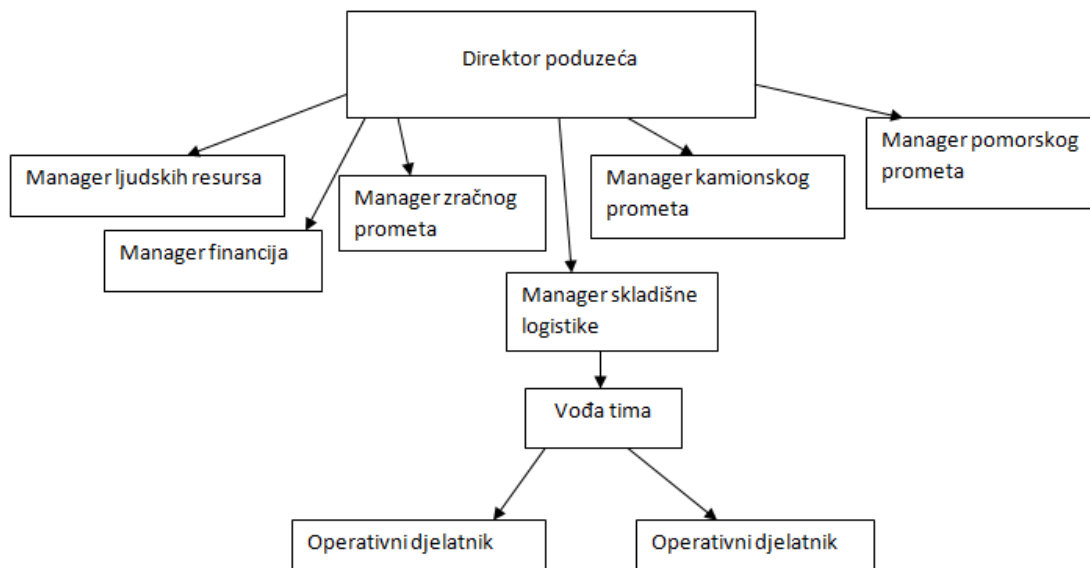 Direktor poduzeća
Manager ljudskih resursa
Manager financija
Manager zračnog
prometa
Manager skladišne
logistike
Manager kamionskog
prometa
Manager pomorskog
prometa
Vođa tima
Operativni djelatnik
Operativni djelatnik